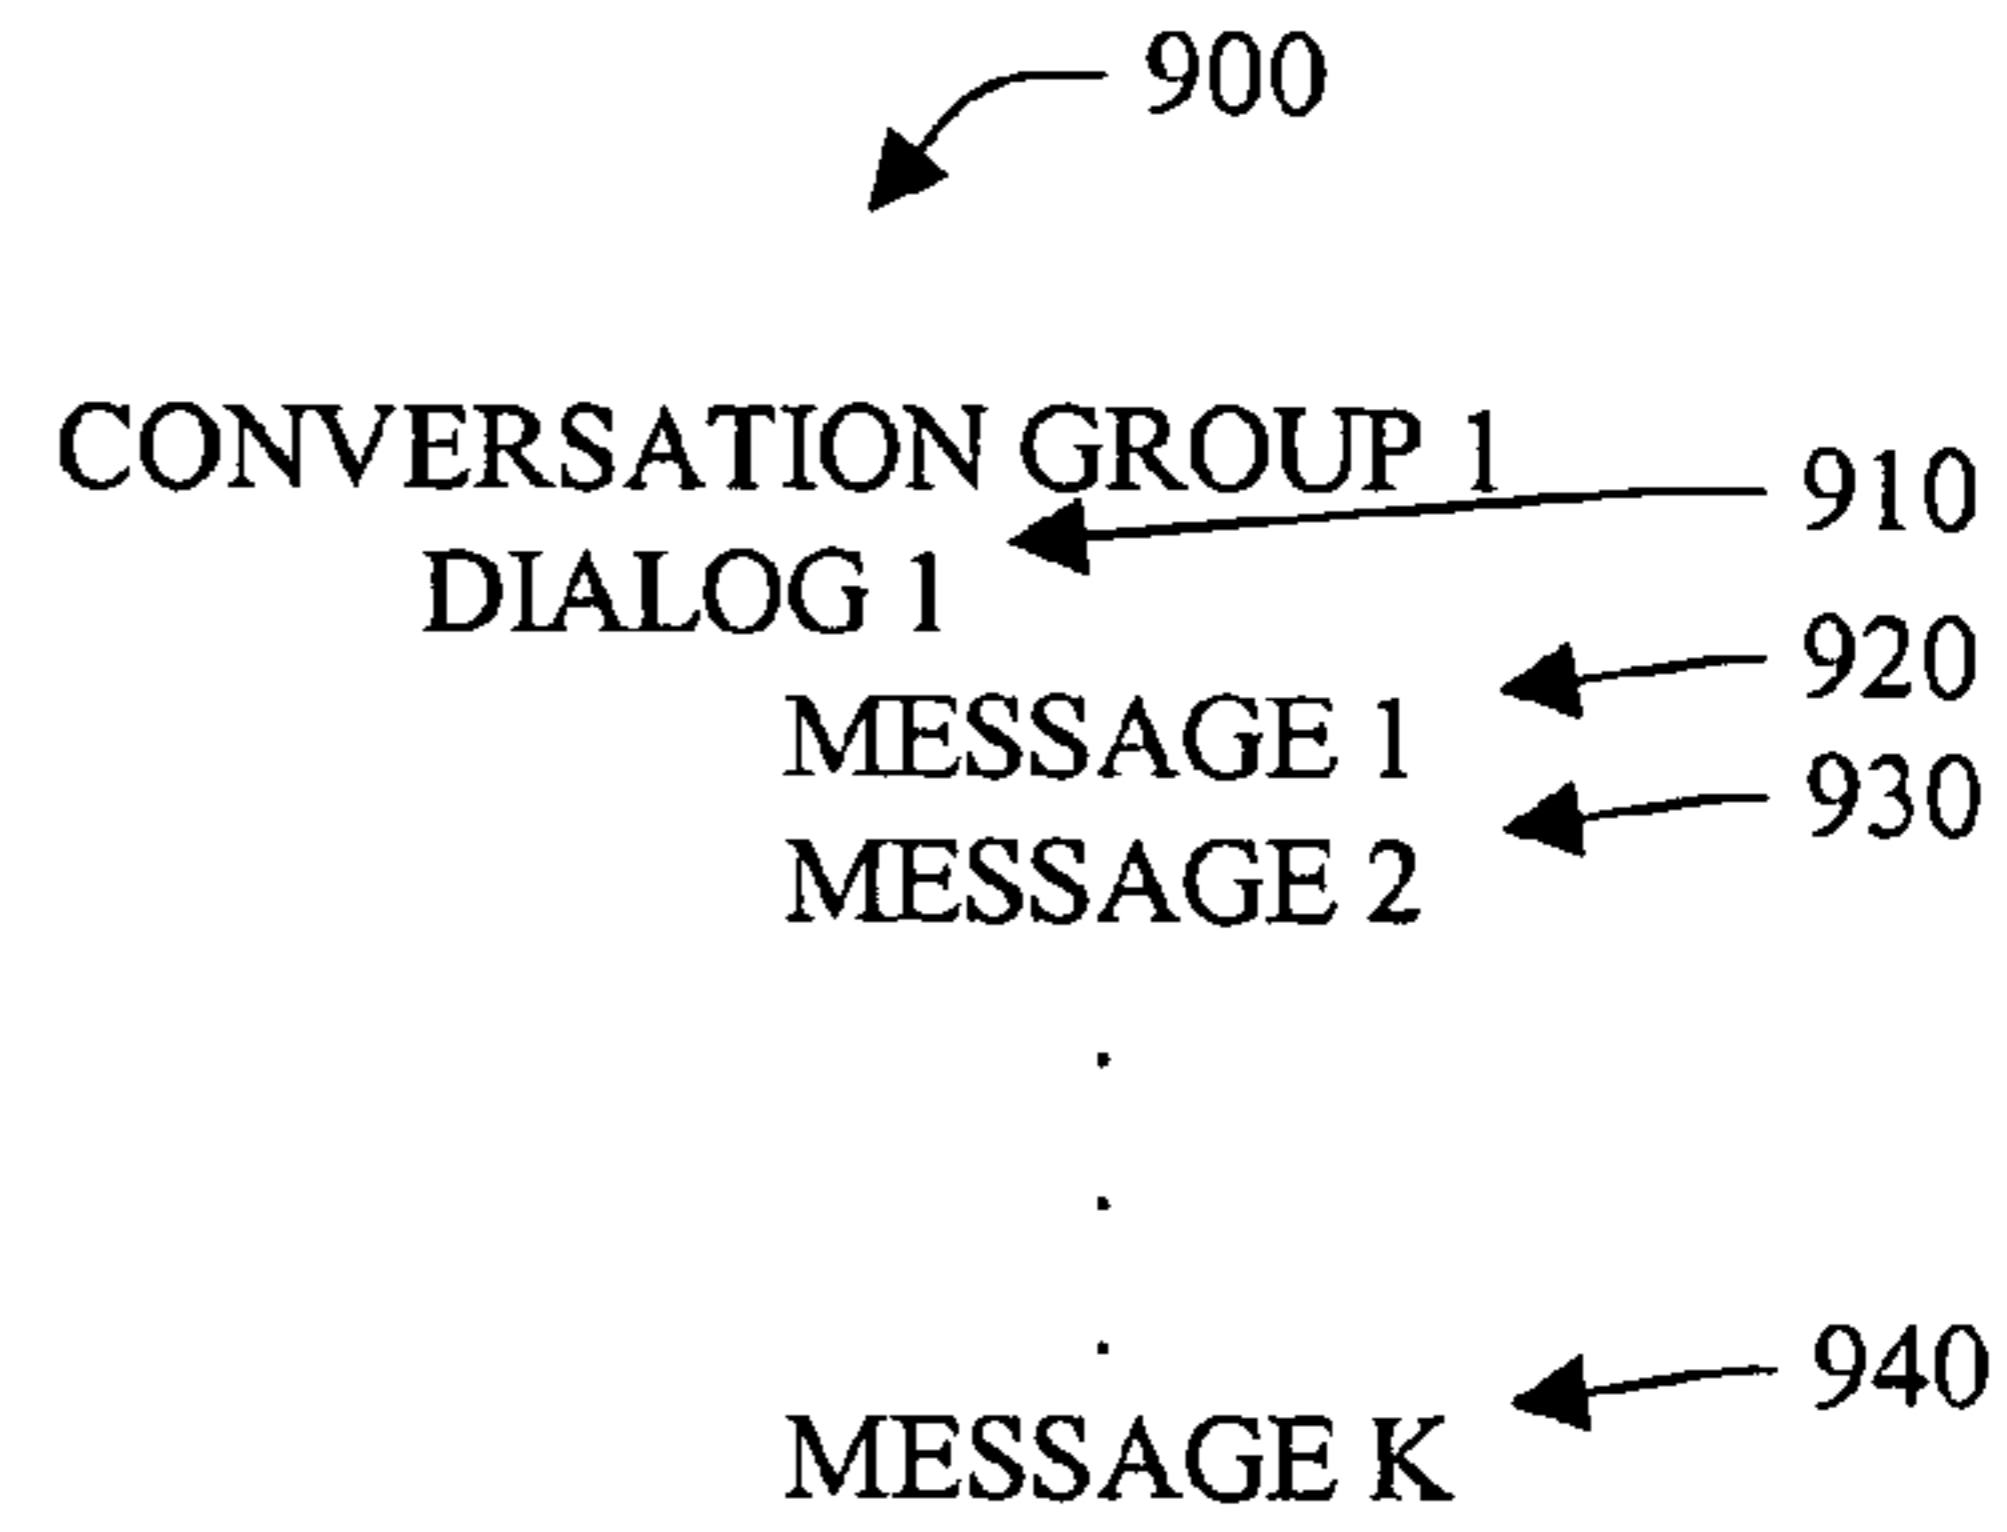 900
CONVERSATION GROUP 1
910
DIALOG 1
920
MESSAGE 1
930
MESSAGE 2
.
.
.
940
MESSAGE K